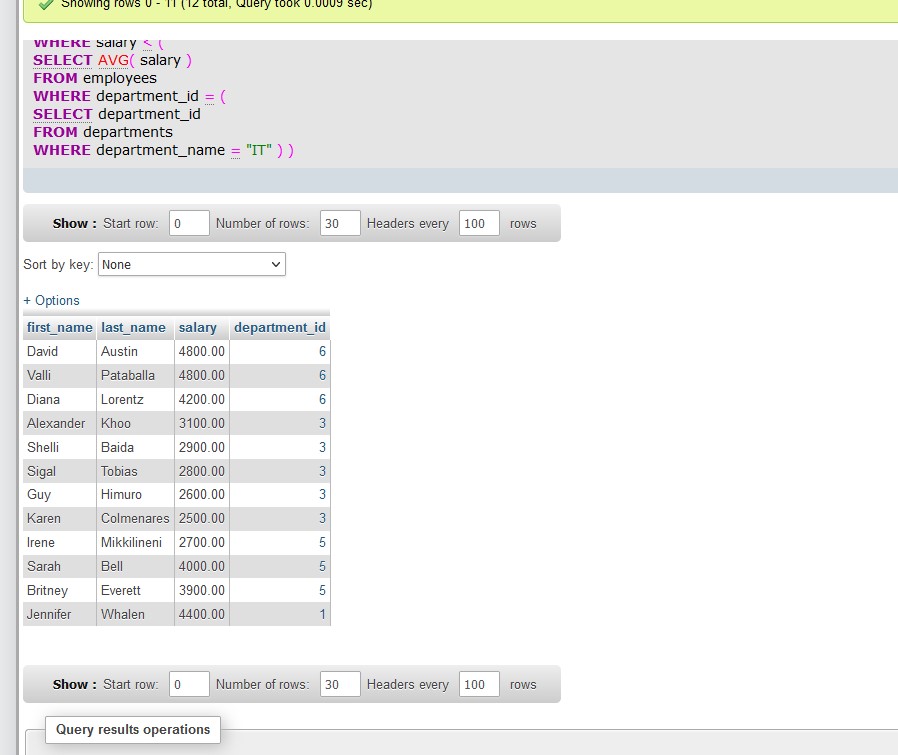 Showing rows 0 - 11 (12 total, Query took 0.0009 sec)
WHERE salary < (
SELECT AVG( salary )
FROM employees
WHERE department_id = (
SELECT department_id
FROM departments
WHERE department_name = "IT" ) )
Show : Start row: 0 Number of rows: 30 Headers every 100 rows
Sort by key: None
+ Options
first_name last_name salary department_id
David Austin 4800.00 6
Valli Pataballa 4800.00 6
Diana Lorentz 4200.00 6
Alexander Khoo 3100.00 3
Shelli Baida 2900.00 3
Sigal Tobias 2800.00 3
Guy Himuro 2600.00 3
Karen Colmenares 2500.00 3
Irene Mikkilineni 2700.00 5
Sarah Bell 4000.00 5
Britney Everett 3900.00 5
Jennifer Whalen 4400.00 1
Show : Start row: 0 Number of rows: 30 Headers every 100 rows
Query results operations